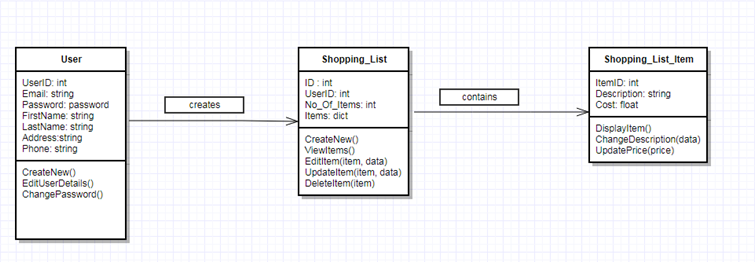 User
UserID: int
Email: string
Password: password
FirstName: string
LastName: string
Address:string
Phone: string
CreateNew()
EditUserDetails()
ChangePassword()
creates
Shopping_List
ID : int
UserID: int
No_Of_Items: int
Items: dict
CreateNew()
ViewItems()
EditItem(item, data)
UpdateItem(item, data)
DeleteItem(item)
contains
Shopping_List_Item
ItemID: int
Description: string
Cost: float
DisplayItem()
ChangeDescription(data)
UpdatePrice(price)